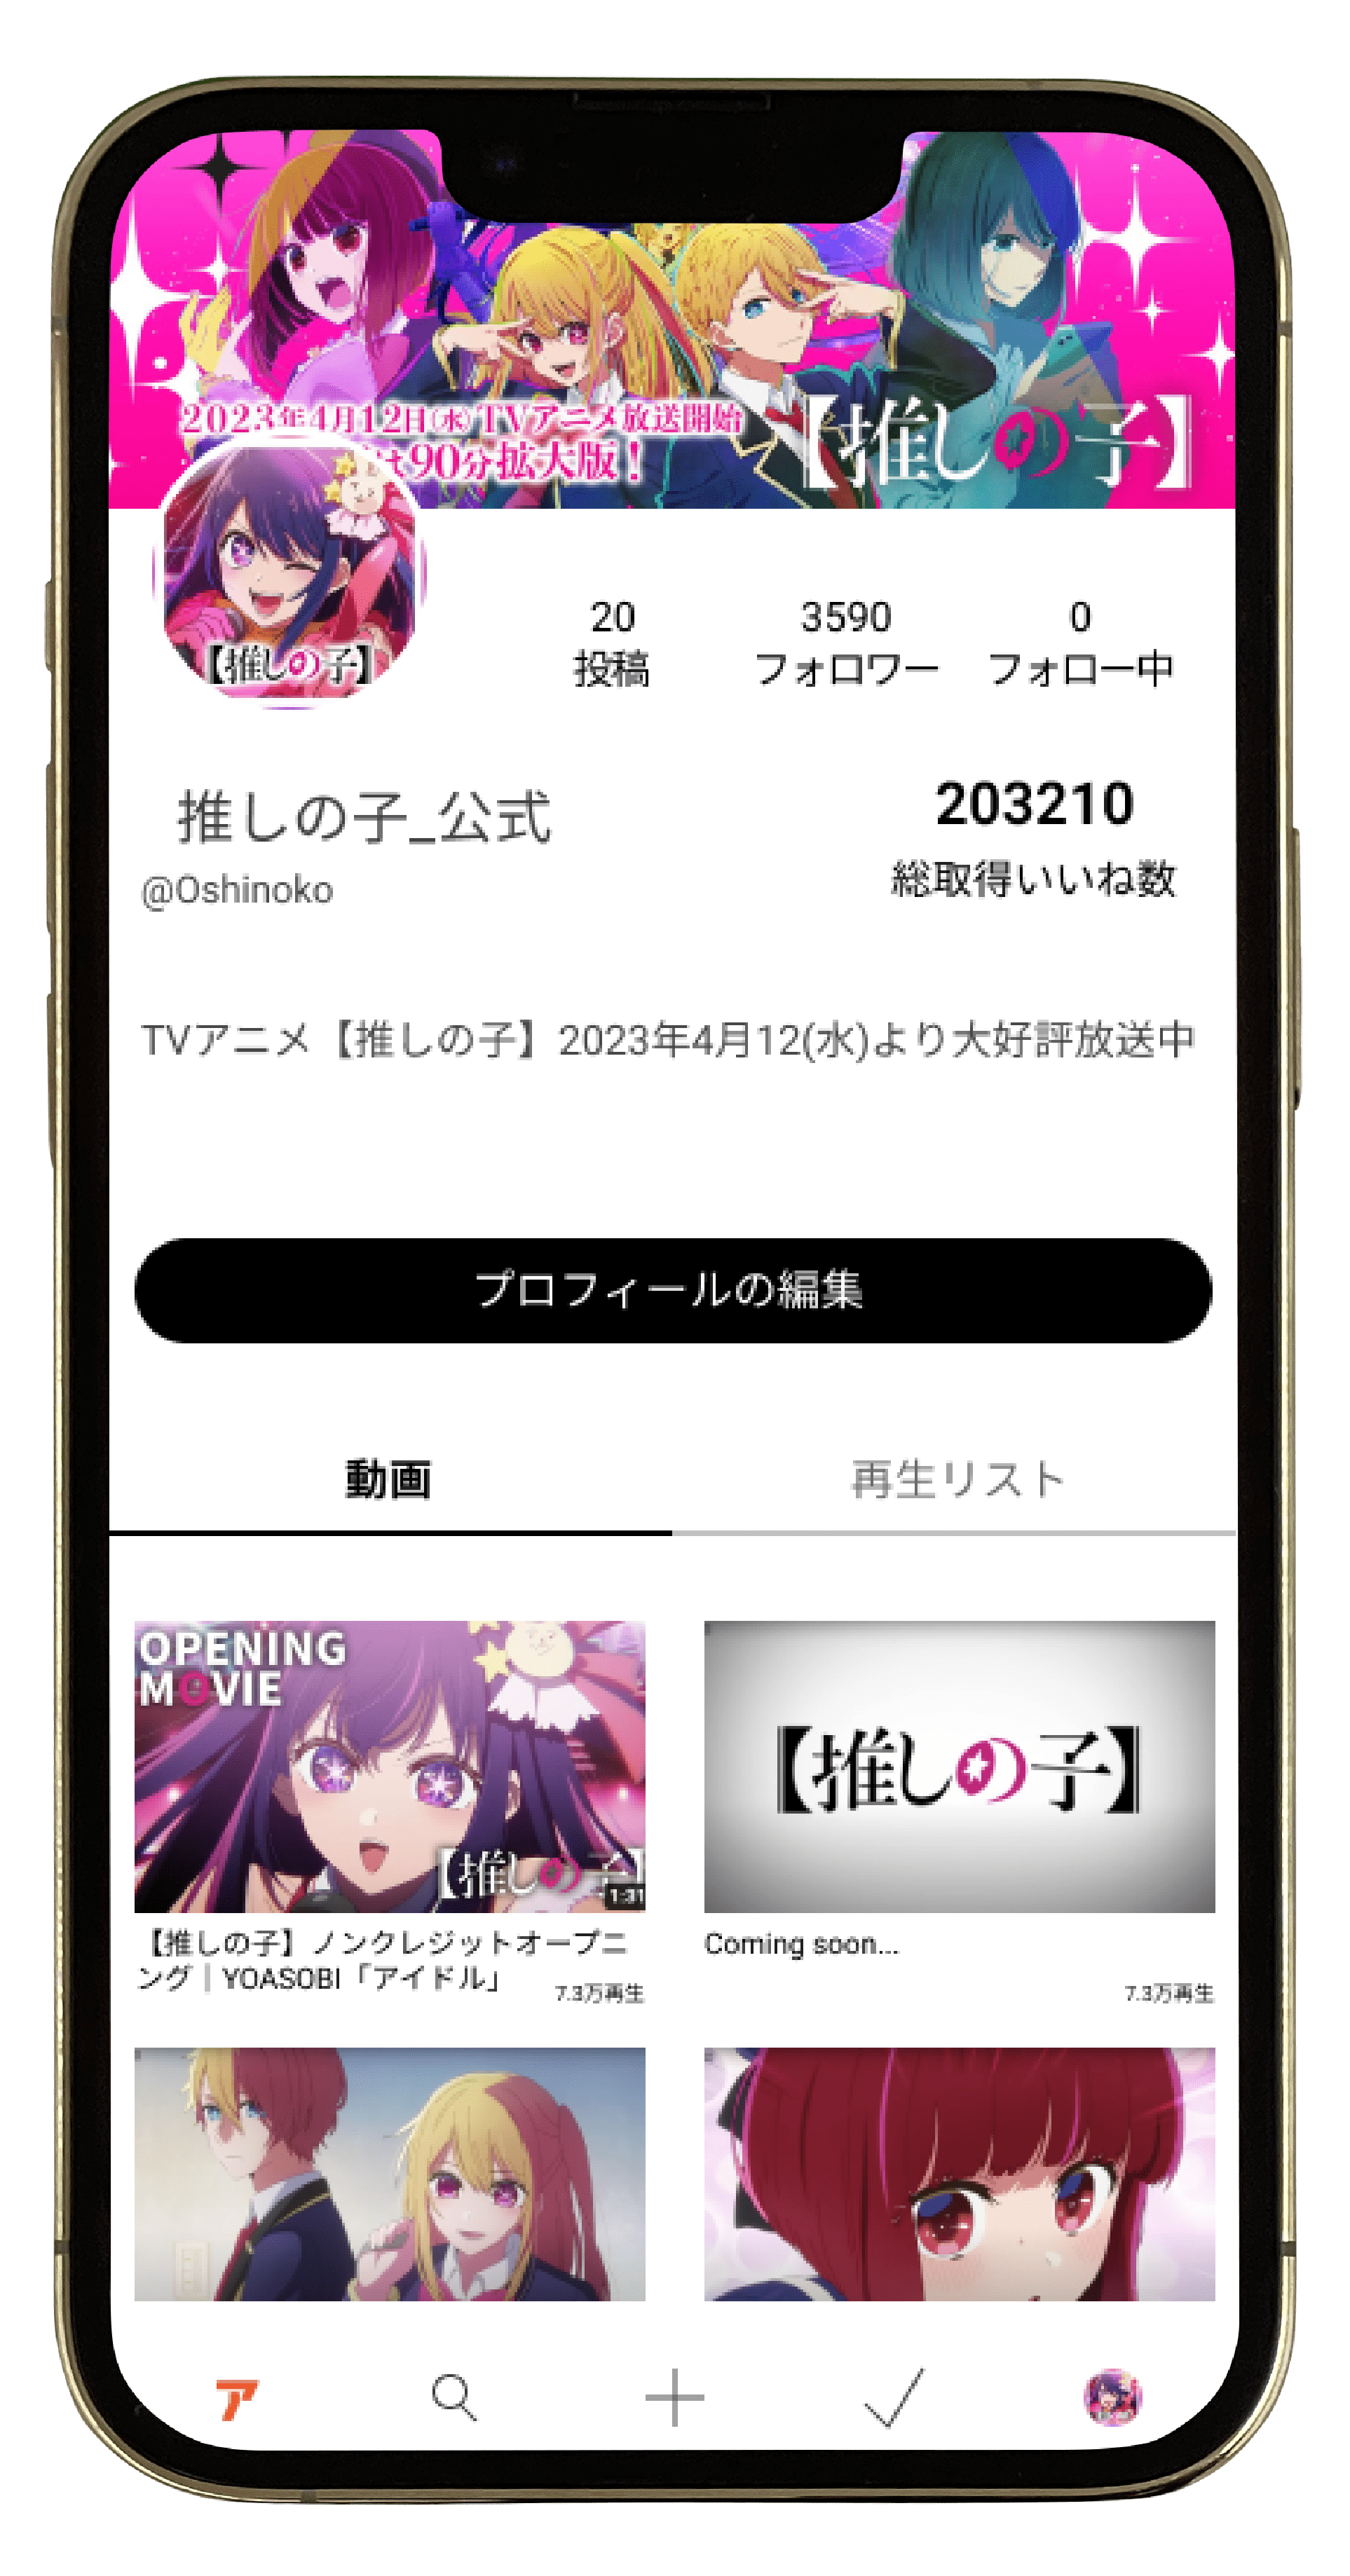 2023年4月12日(水)TVアニメ放送開始
は90分拡大版！
【推しの子】
【推しの子】
20
投稿
3590
フォロワー
0
フォロー中
推しの子_公式
@Oshinoko
203210
総取得いいね数
TVアニメ【推しの子】2023年4月12(水)より大好評放送中
プロフィールの編集
動画
再生リスト
OPENING
MOVIE
【推しの子】
1:31
【推しの子】ノンクレジットオープニ
ング｜YOASOBI「アイドル」
7.3万再生
【推しの子】
Coming soon...
7.3万再生
ア